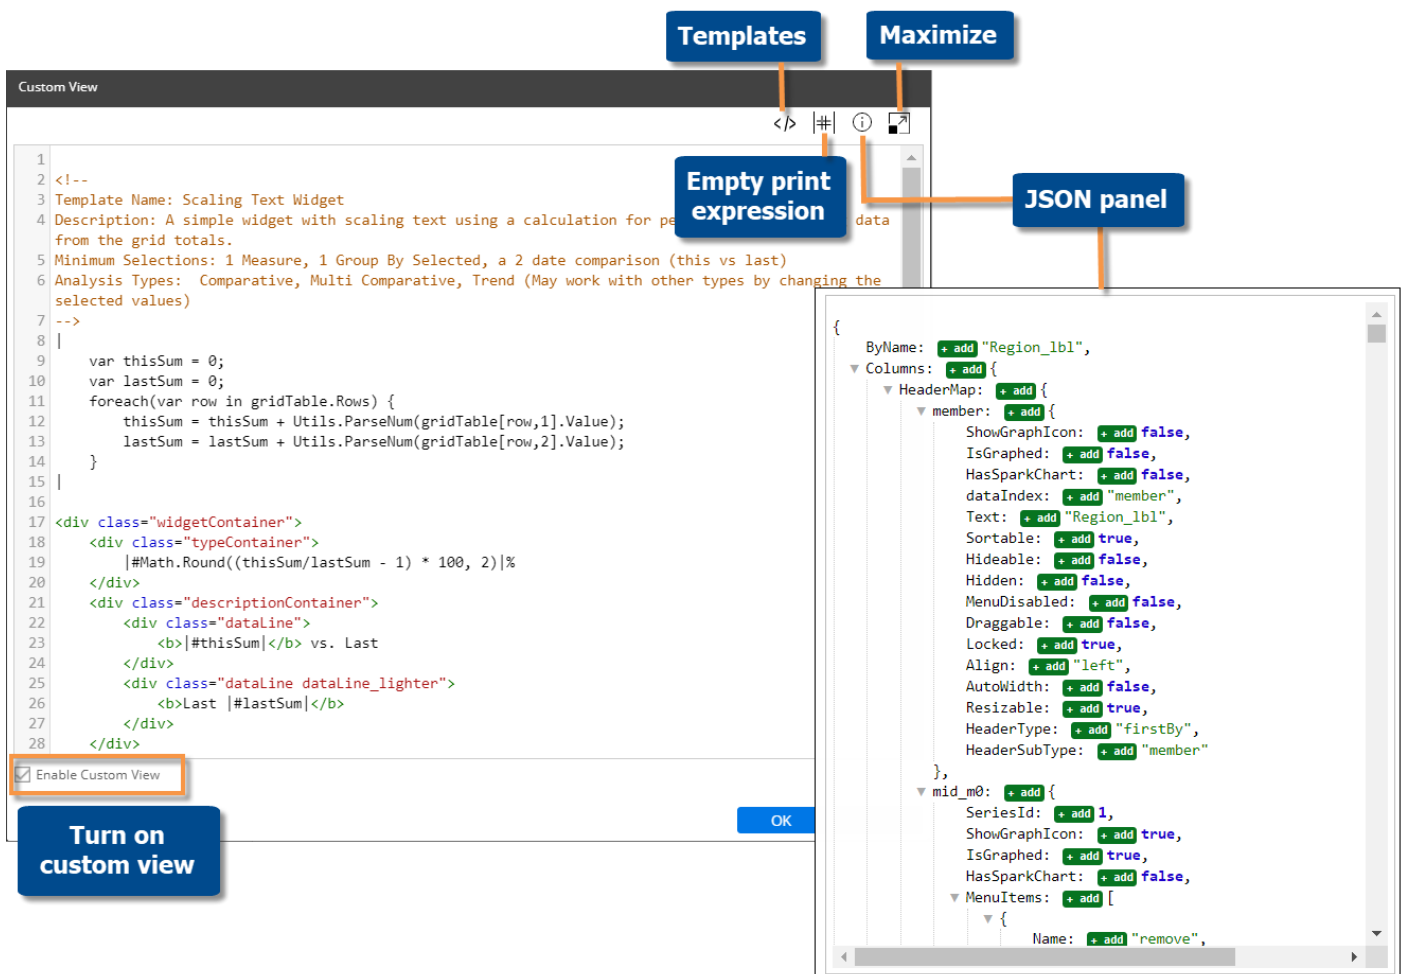 Templates
Maximize
Custom View
</>
|#|
Empty print
expression
JSON panel
1
2 <!--
3 Template Name: Scaling Text Widget
4 Description: A simple widget with scaling text using a calculation for pe data
from the grid totals.
5 Minimum Selections: 1 Measure, 1 Group By Selected, a 2 date comparison (this vs last)
6 Analysis Types:  Comparative, Multi Comparative, Trend (May work with other types by changing the
selected values)
7 -->
8 |
9 var thisSum = 0;
10 var lastSum = 0;
11 foreach(var row in gridTable.Rows) {
12 thisSum = thisSum + Utils.ParseNum(gridTable[row,1].Value);
13 lastSum = lastSum + Utils.ParseNum(gridTable[row,2].Value);
14 }
15 |
16
17 <div class="widgetContainer">
18 <div class="typeContainer">
19 |#Math.Round((thisSum/lastSum - 1) * 100, 2)|%
20 </div>
21 <div class="descriptionContainer">
22 <div class="dataLine">
23 <b>|#thisSum|</b> vs. Last
24 </div>
25 <div class="dataLine dataLine_lighter">
26 <b>Last |#lastSum|</b>
27 </div>
28 </div>
Enable Custom View
OK
Turn on
custom view
{
ByName: + add "Region_lbl",
Columns: + add {
HeaderMap: + add {
member: + add {
ShowGraphIcon: + add false,
IsGraphed: + add false,
HasSparkChart: + add false,
dataIndex: + add "member",
Text: + add "Region_lbl",
Sortable: + add true,
Hideable: + add false,
Hidden: + add false,
MenuDisabled: + add false,
Draggable: + add false,
Locked: + add true,
Align: + add "left",
AutoWidth: + add false,
Resizable: + add true,
HeaderType: + add "firstBy",
HeaderSubType: + add "member"
},
mid_m0: + add {
SeriesId: + add 1,
ShowGraphIcon: + add true,
IsGraphed: + add true,
HasSparkChart: + add false,
MenuItems: + add [
{
Name: + add "remove",